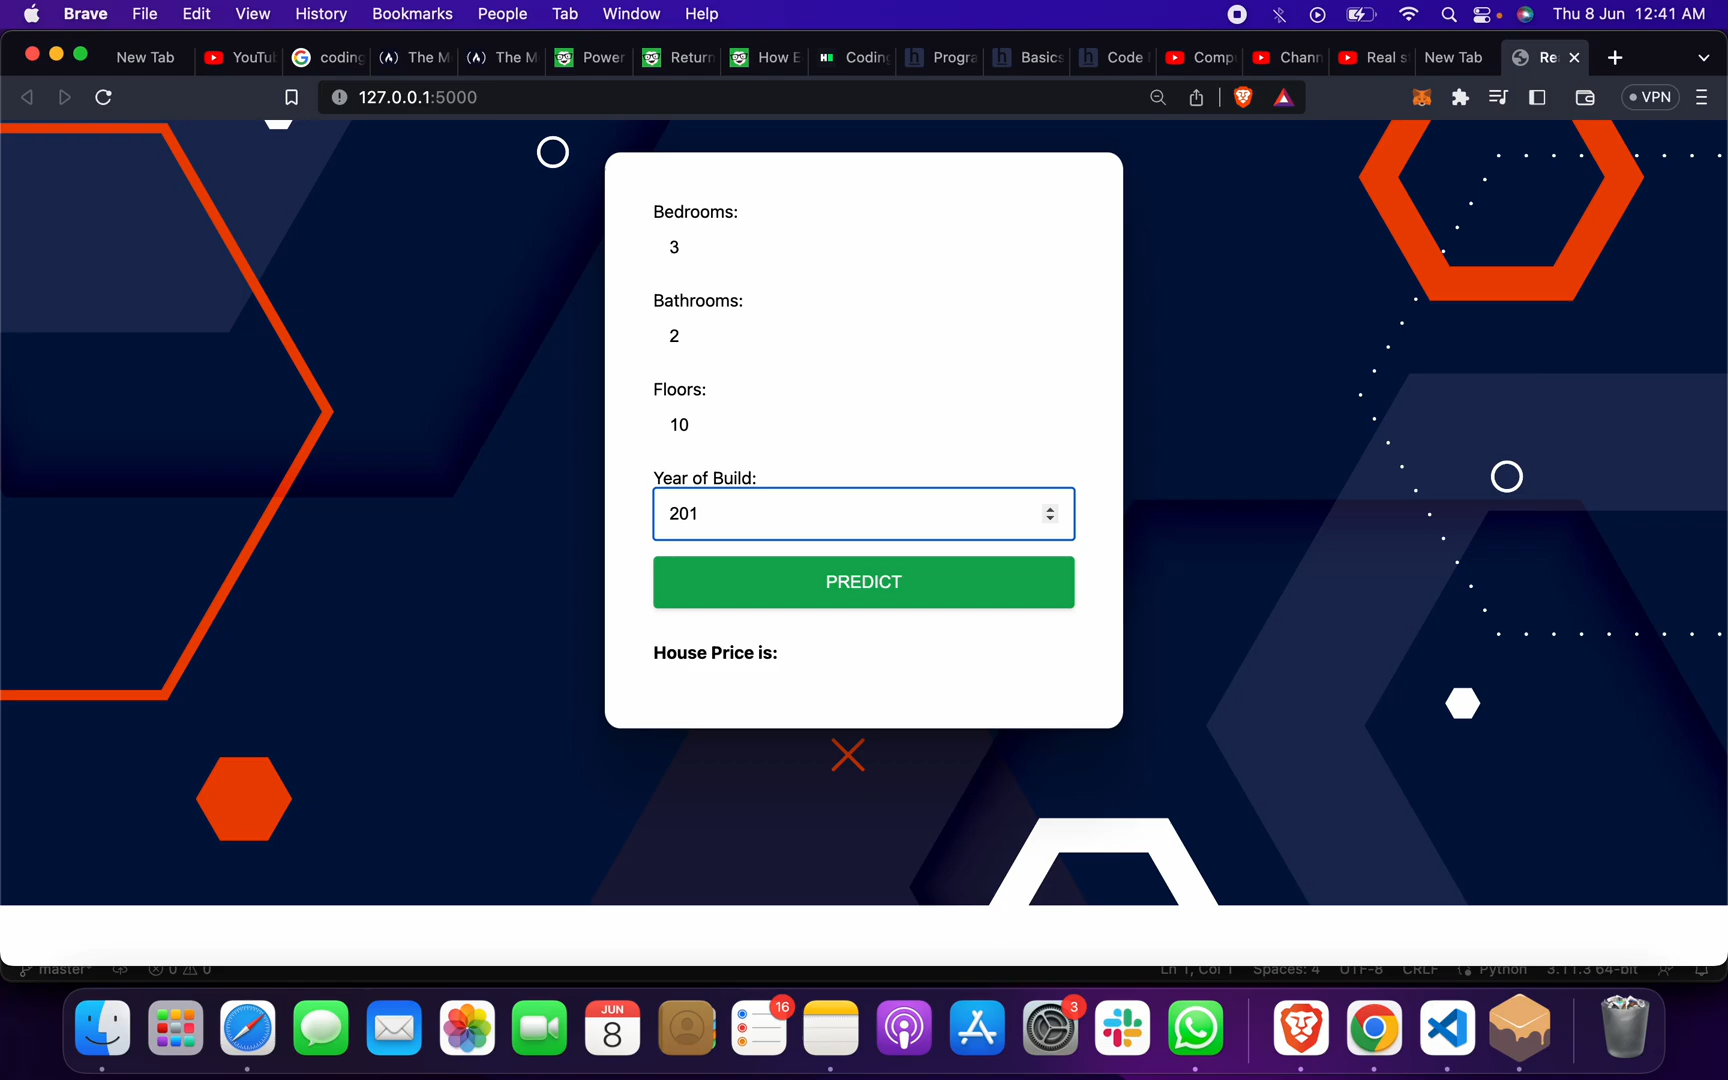 Brave File Edit View History Bookmarks People Tab Window Help Thu 8 Jun 12:41 AM
New Tab YouTu coding The M The M Power Return How E Coding Progra Basics Code Comp Chann Real s New Tab Re
127.0.0.1:5000 VPN
Bedrooms:
3
Bathrooms:
2
Floors:
10
Year of Build:
201
PREDICT
House Price is:
master* 0 0 Ln 1, Col 1 Spaces: 4 UTF-8 CRLF Python 3.11.3 64-bit
JUN
8
16
3